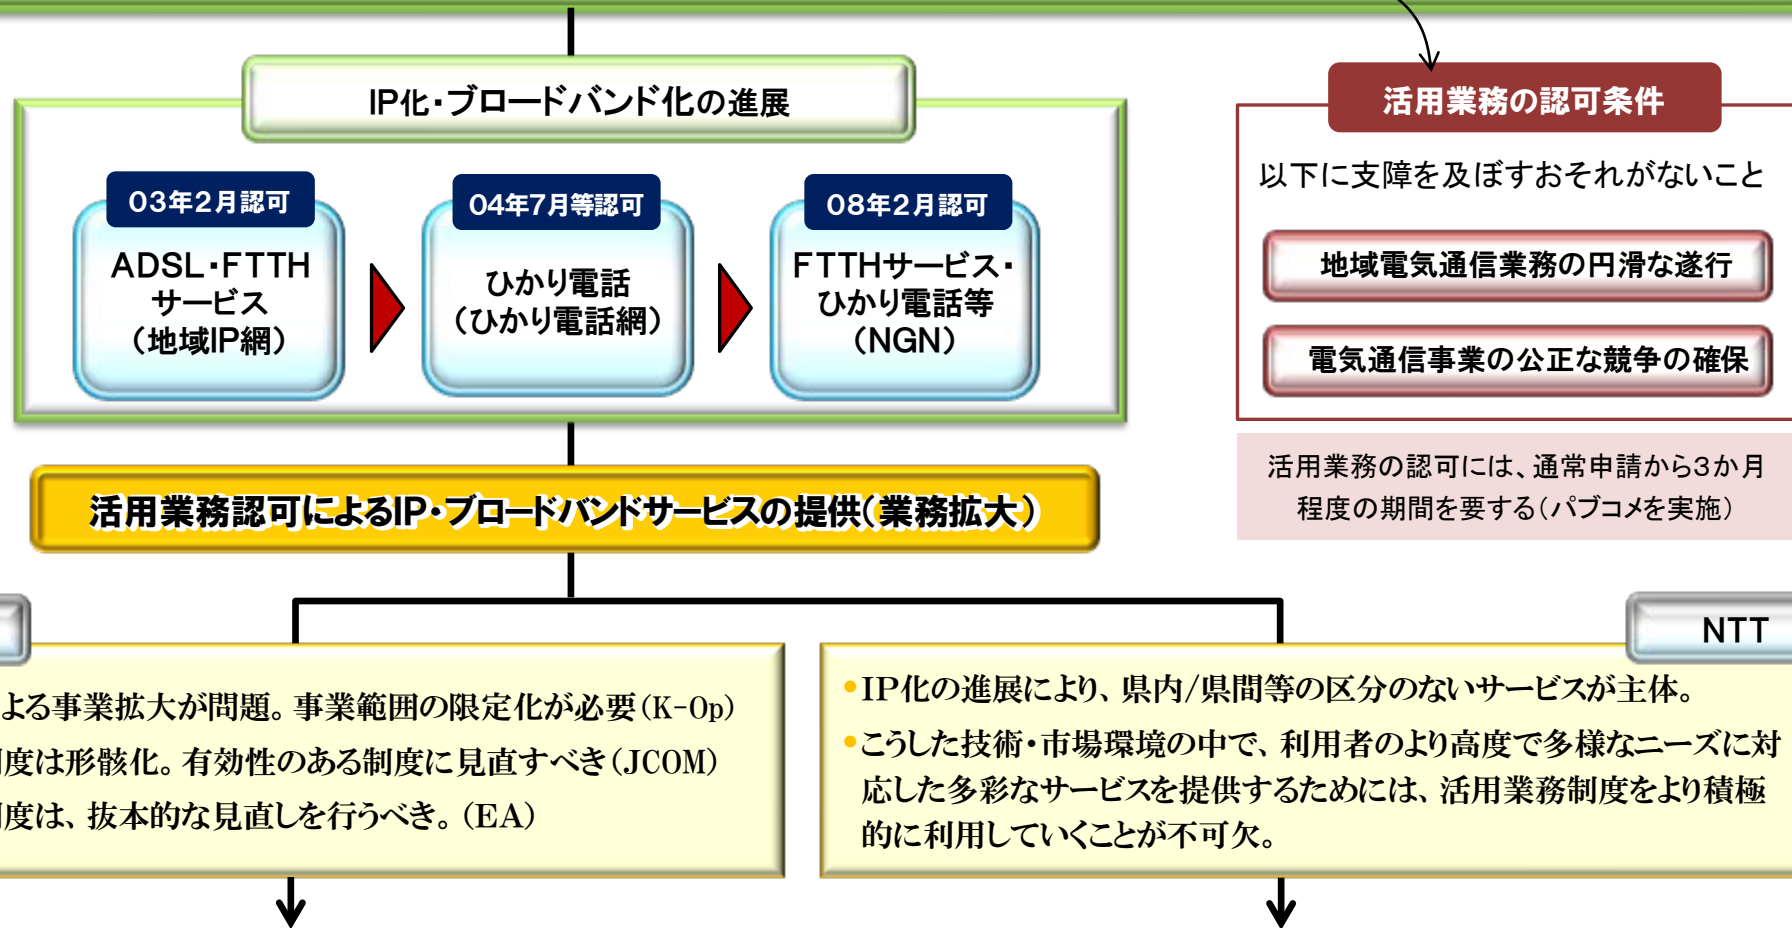 IP化・ブロードバンド化の進展
03年2月認可
ADSL・FTTH
サービス
(地域IP網)
04年7月等認可
ひかり電話
(ひかり電話網)
08年2月認可
FTTHサービス・
ひかり電話等
(NGN)
活用業務の認可条件
以下に支障を及ぼすおそれがないこと
地域電気通信業務の円滑な遂行
電気通信事業の公正な競争の確保
活用業務の認可には、通常申請から3か月
程度の期間を要する(パブコメを実施)
活用業務認可によるIP・ブロードバンドサービスの提供(業務拡大)
よる事業拡大が問題。事業範囲の限定化が必要(K-Op)
度は形骸化。有効性のある制度に見直すべき(JCOM)
度は、抜本的な見直しを行うべき。(EA)
NTT
•IP化の進展により、県内/県間等の区分のないサービスが主体。
•こうした技術・市場環境の中で、利用者のより高度で多様なニーズに対
応した多彩なサービスを提供するためには、活用業務制度をより積極
的に利用していくことが不可欠。